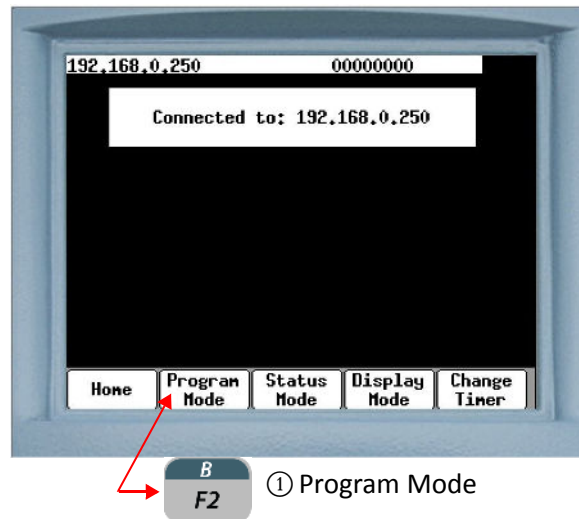 192.168.0.250 00000000
Connected to: 192.168.0.250
Home Program Mode Status Mode Display Mode Change Timer
B
F2
① Program Mode